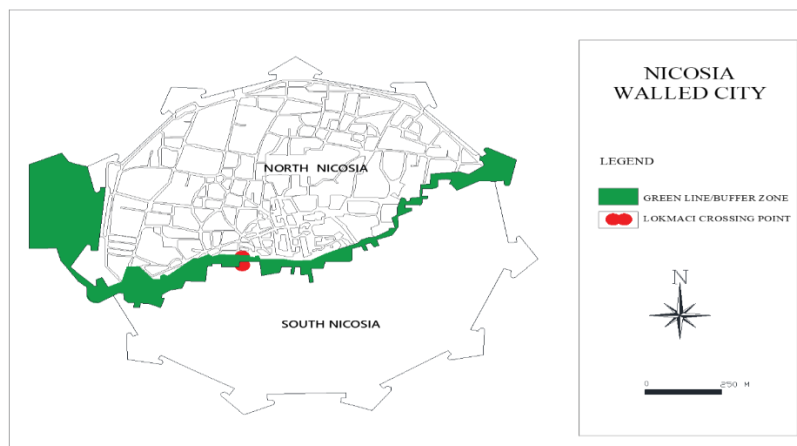 NICOSIA
WALLED CITY
LEGEND
GREEN LINE/BUFFER ZONE
LOKMACI CROSSING POINT
NORTH NICOSIA
SOUTH NICOSIA
N
0 250 M